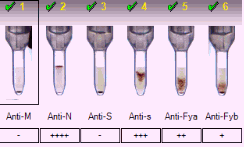 1 2 3 4 5 6
Anti-M Anti-N Anti-S Anti-s Anti-Fya Anti-Fyb
- ++++ - +++ ++ +